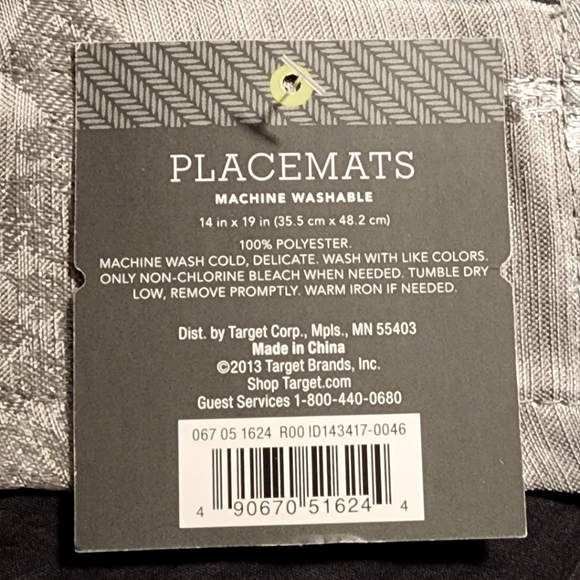 PLACEMATS
MACHINE WASHABLE
14 in x 19 in (35.5 cm x 48.2 cm)
100% POLYESTER.
MACHINE WASH COLD, DELICATE. WASH WITH LIKE COLORS.
ONLY NON-CHLORINE BLEACH WHEN NEEDED. TUMBLE DRY
LOW, REMOVE PROMPTLY. WARM IRON IF NEEDED.
Dist. by Target Corp., Mpls., MN 55403
Made in China
©2013 Target Brands, Inc.
Shop Target.com
Guest Services 1-800-440-0680
067 05 1624 R00 ID143417-0046
4 90670 51624 4